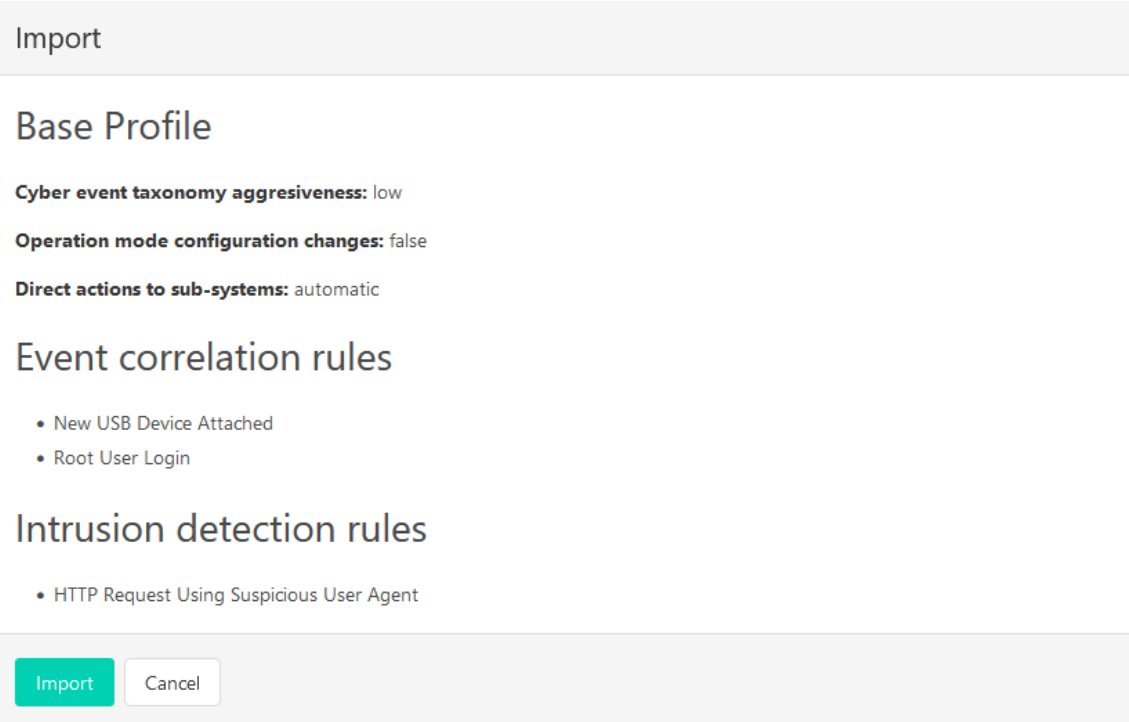 Import
Base Profile
Cyber event taxonomy aggresiveness: low
Operation mode configuration changes: false
Direct actions to sub-systems: automatic
Event correlation rules
• New USB Device Attached
• Root User Login
Intrusion detection rules
• HTTP Request Using Suspicious User Agent
Import Cancel